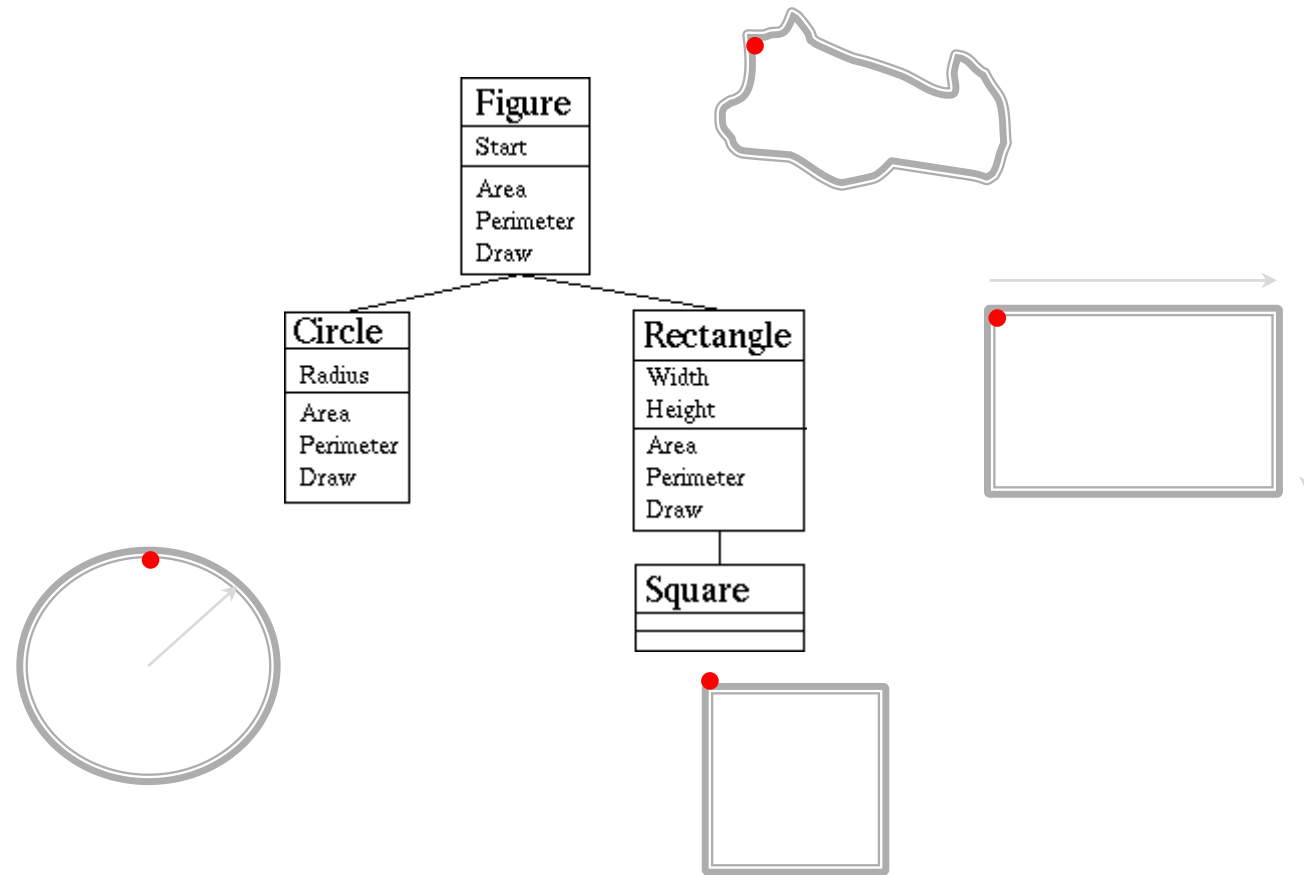 Figure
Start
Area
Perimeter
Draw
Circle
Radius
Area
Perimeter
Draw
Rectangle
Width
Height
Area
Perimeter
Draw
Square